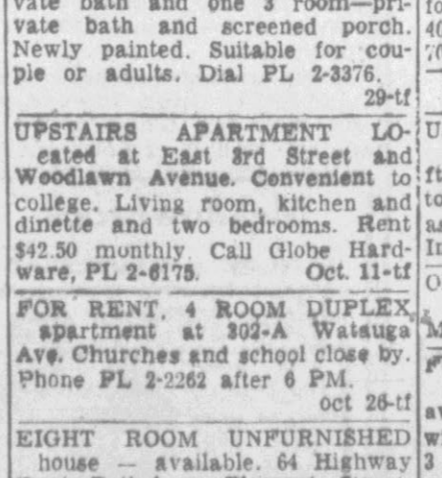 vate bath and one 3 room—pri-
vate bath and screened porch.
Newly painted. Suitable for cou-
ple or adults. Dial PL 2-3376.
29-tf
UPSTAIRS APARTMENT LO-
cated at East 3rd Street and
Woodlawn Avenue. Convenient to
college. Living room, kitchen and
dinette and two bedrooms. Rent
$42.50 monthly. Call Globe Hard-
ware, PL 2-6175. Oct. 11-tf
FOR RENT, 4 ROOM DUPLEX
apartment at 302-A Watauga
Ave. Churches and school close by.
Phone PL 2-2262 after 6 PM.
oct 26-tf
EIGHT ROOM UNFURNISHED
house — available. 64 Highway